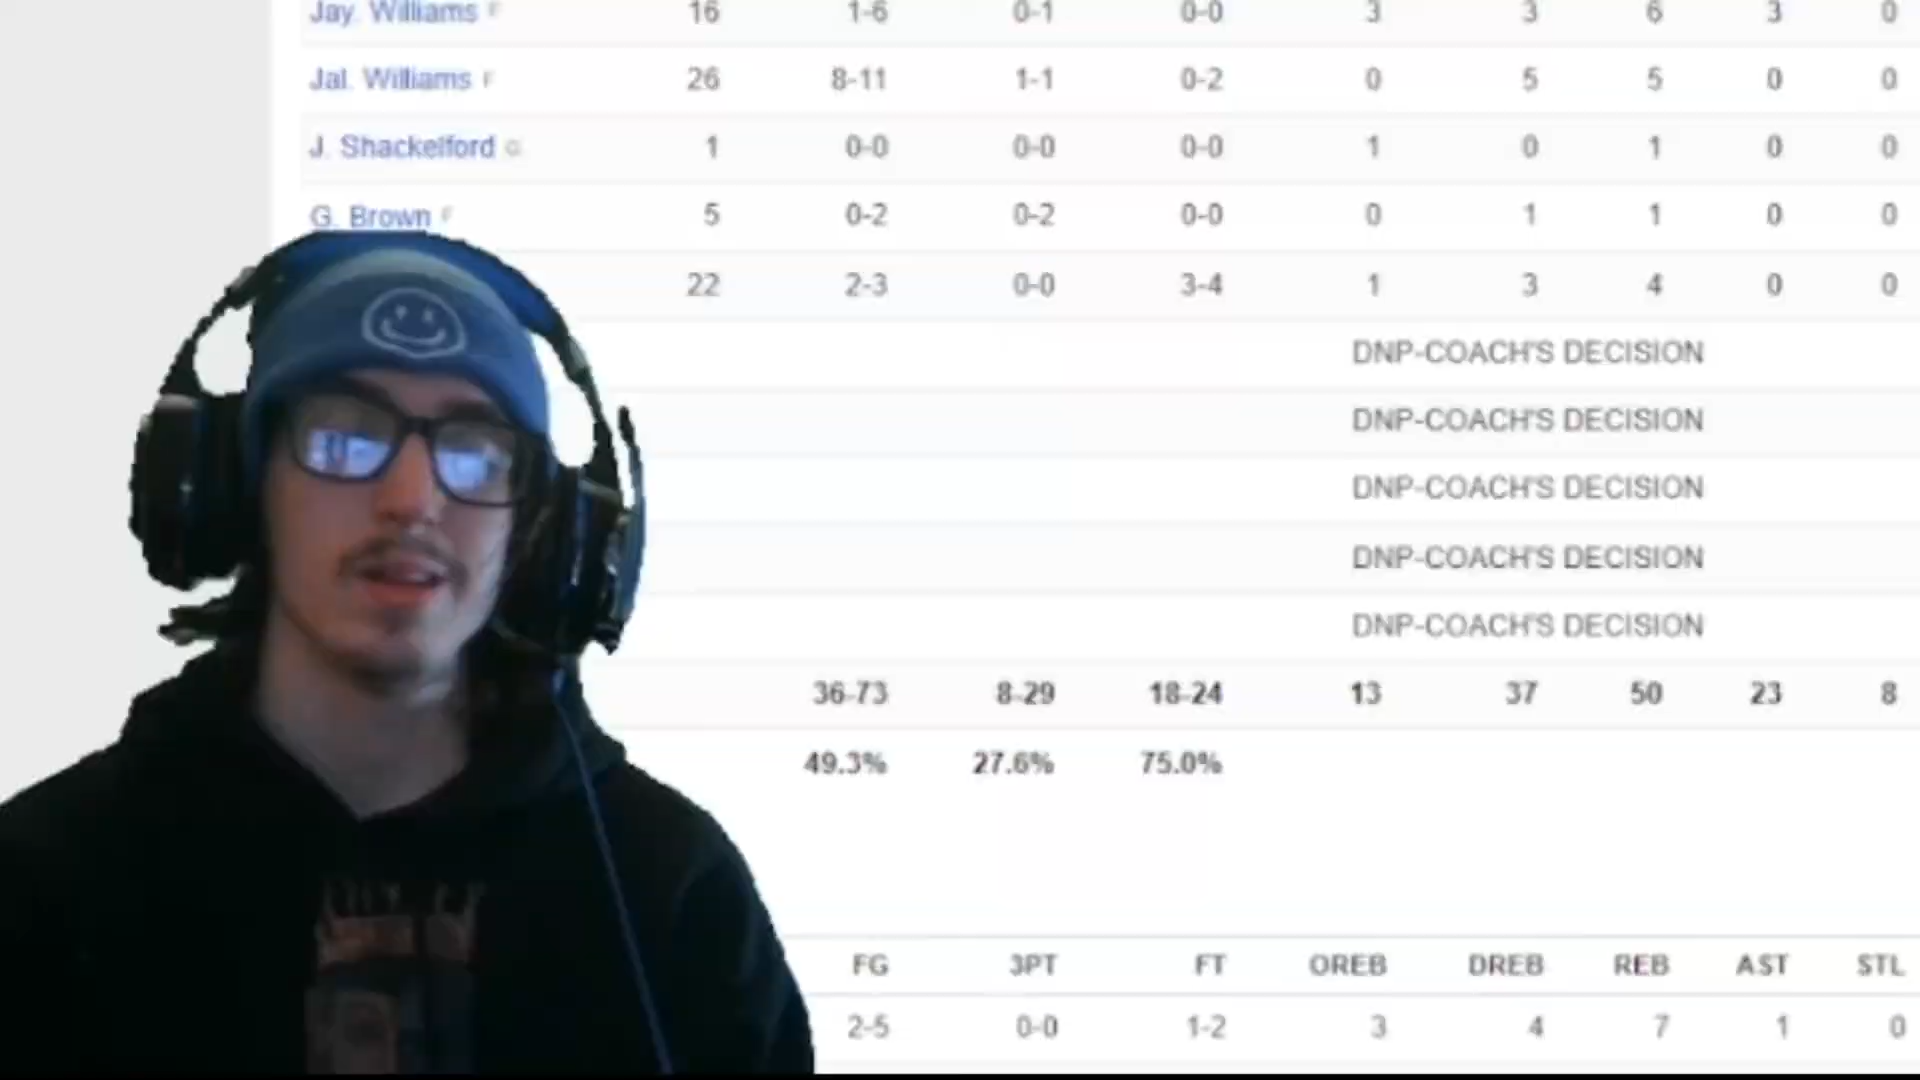 Jay. Williams F 16 1-6 0-1 0-0 3 3 6 3 0
Jal. Williams F 26 8-11 1-1 0-2 0 5 5 0 0
J. Shackelford G 1 0-0 0-0 0-0 1 0 1 0 0
G. Brown F 5 0-2 0-2 0-0 0 1 1 0 0
22 2-3 0-0 3-4 1 3 4 0 0
DNP-COACH'S DECISION
DNP-COACH'S DECISION
DNP-COACH'S DECISION
DNP-COACH'S DECISION
DNP-COACH'S DECISION
36-73 8-29 18-24 13 37 50 23 8
49.3% 27.6% 75.0%
FG 3PT FT OREB DREB REB AST STL
2-5 0-0 1-2 3 4 7 1 0